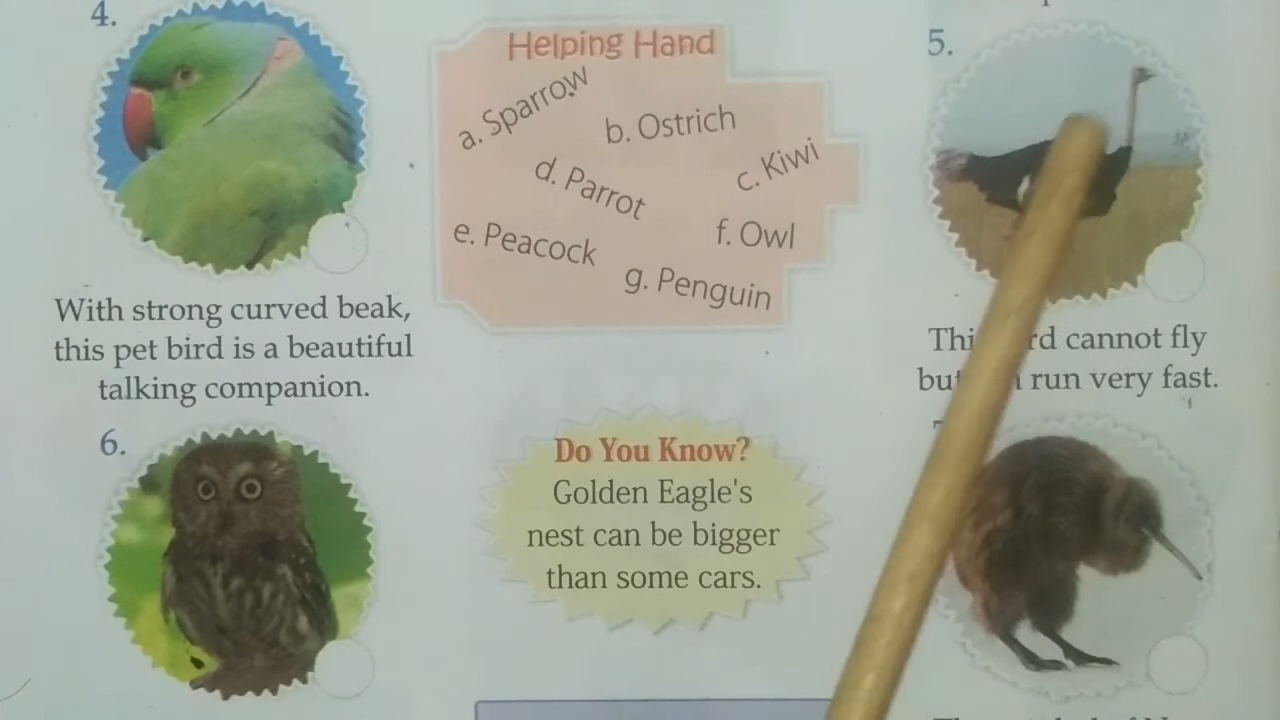 4.
With strong curved beak,
this pet bird is a beautiful
talking companion.
Helping Hand
a. Sparrow
b. Ostrich
c. Kiwi
d. Parrot
e. Peacock
f. Owl
g. Penguin
5.
cannot fly
run very fast.
6.
Do You Know?
Golden Eagle's
nest can be bigger
than some cars.